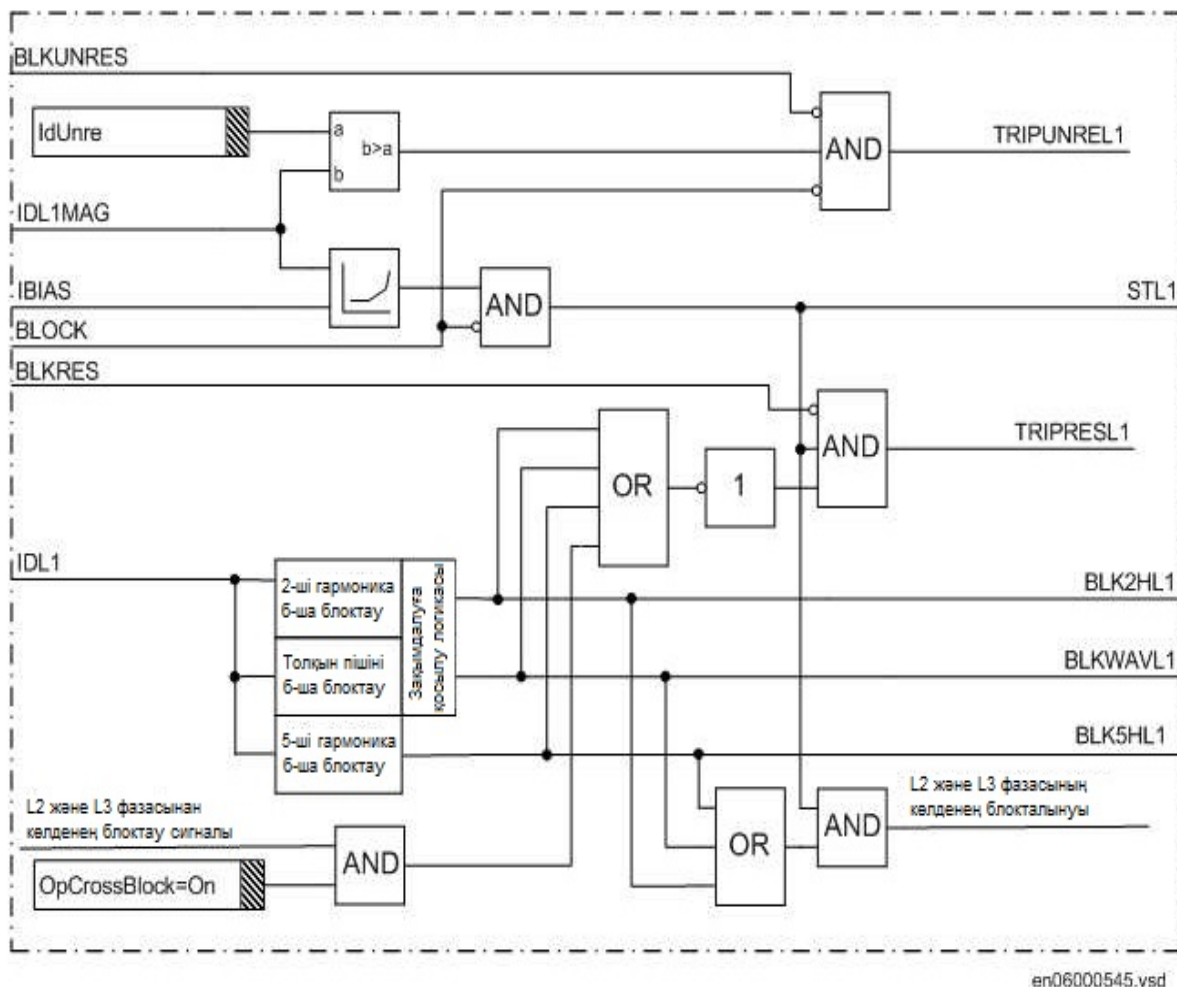 BLKUNRES
IdUnre
a
b>a
b
AND
TRIPUNREL1
IDL1MAG
IBIAS
AND
STL1
BLOCK
BLKRES
OR
1
AND
TRIPRESL1
IDL1
2-ші гармоника
б-ша блоктау
Толқын пішіні
б-ша блоктау
5-ші гармоника
б-ша блоктау
Зақымдалуға
қосылу логикасы
BLK2HL1
BLKWAVL1
BLK5HL1
L2 және L3 фазасынан
көлденең блоктау сигналы
AND
OpCrossBlock=On
OR
AND
L2 және L3 фазасының
көлденең блокталынуы
en06000545.vsd